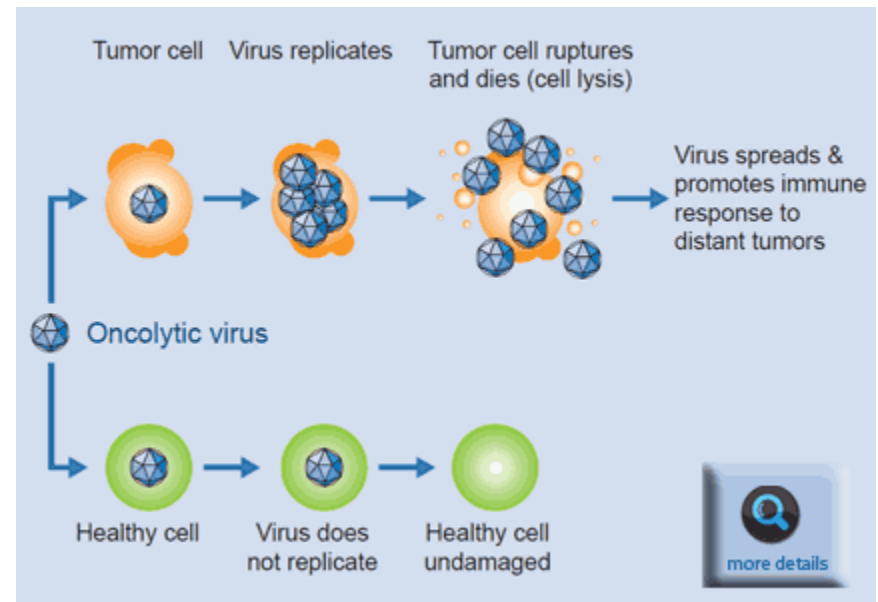 Tumor cell
Virus replicates
Tumor cell ruptures
and dies (cell lysis)
Virus spreads &
promotes immune
response to
distant tumors
Oncolytic virus
Healthy cell
Virus does
not replicate
Healthy cell
undamaged
more details